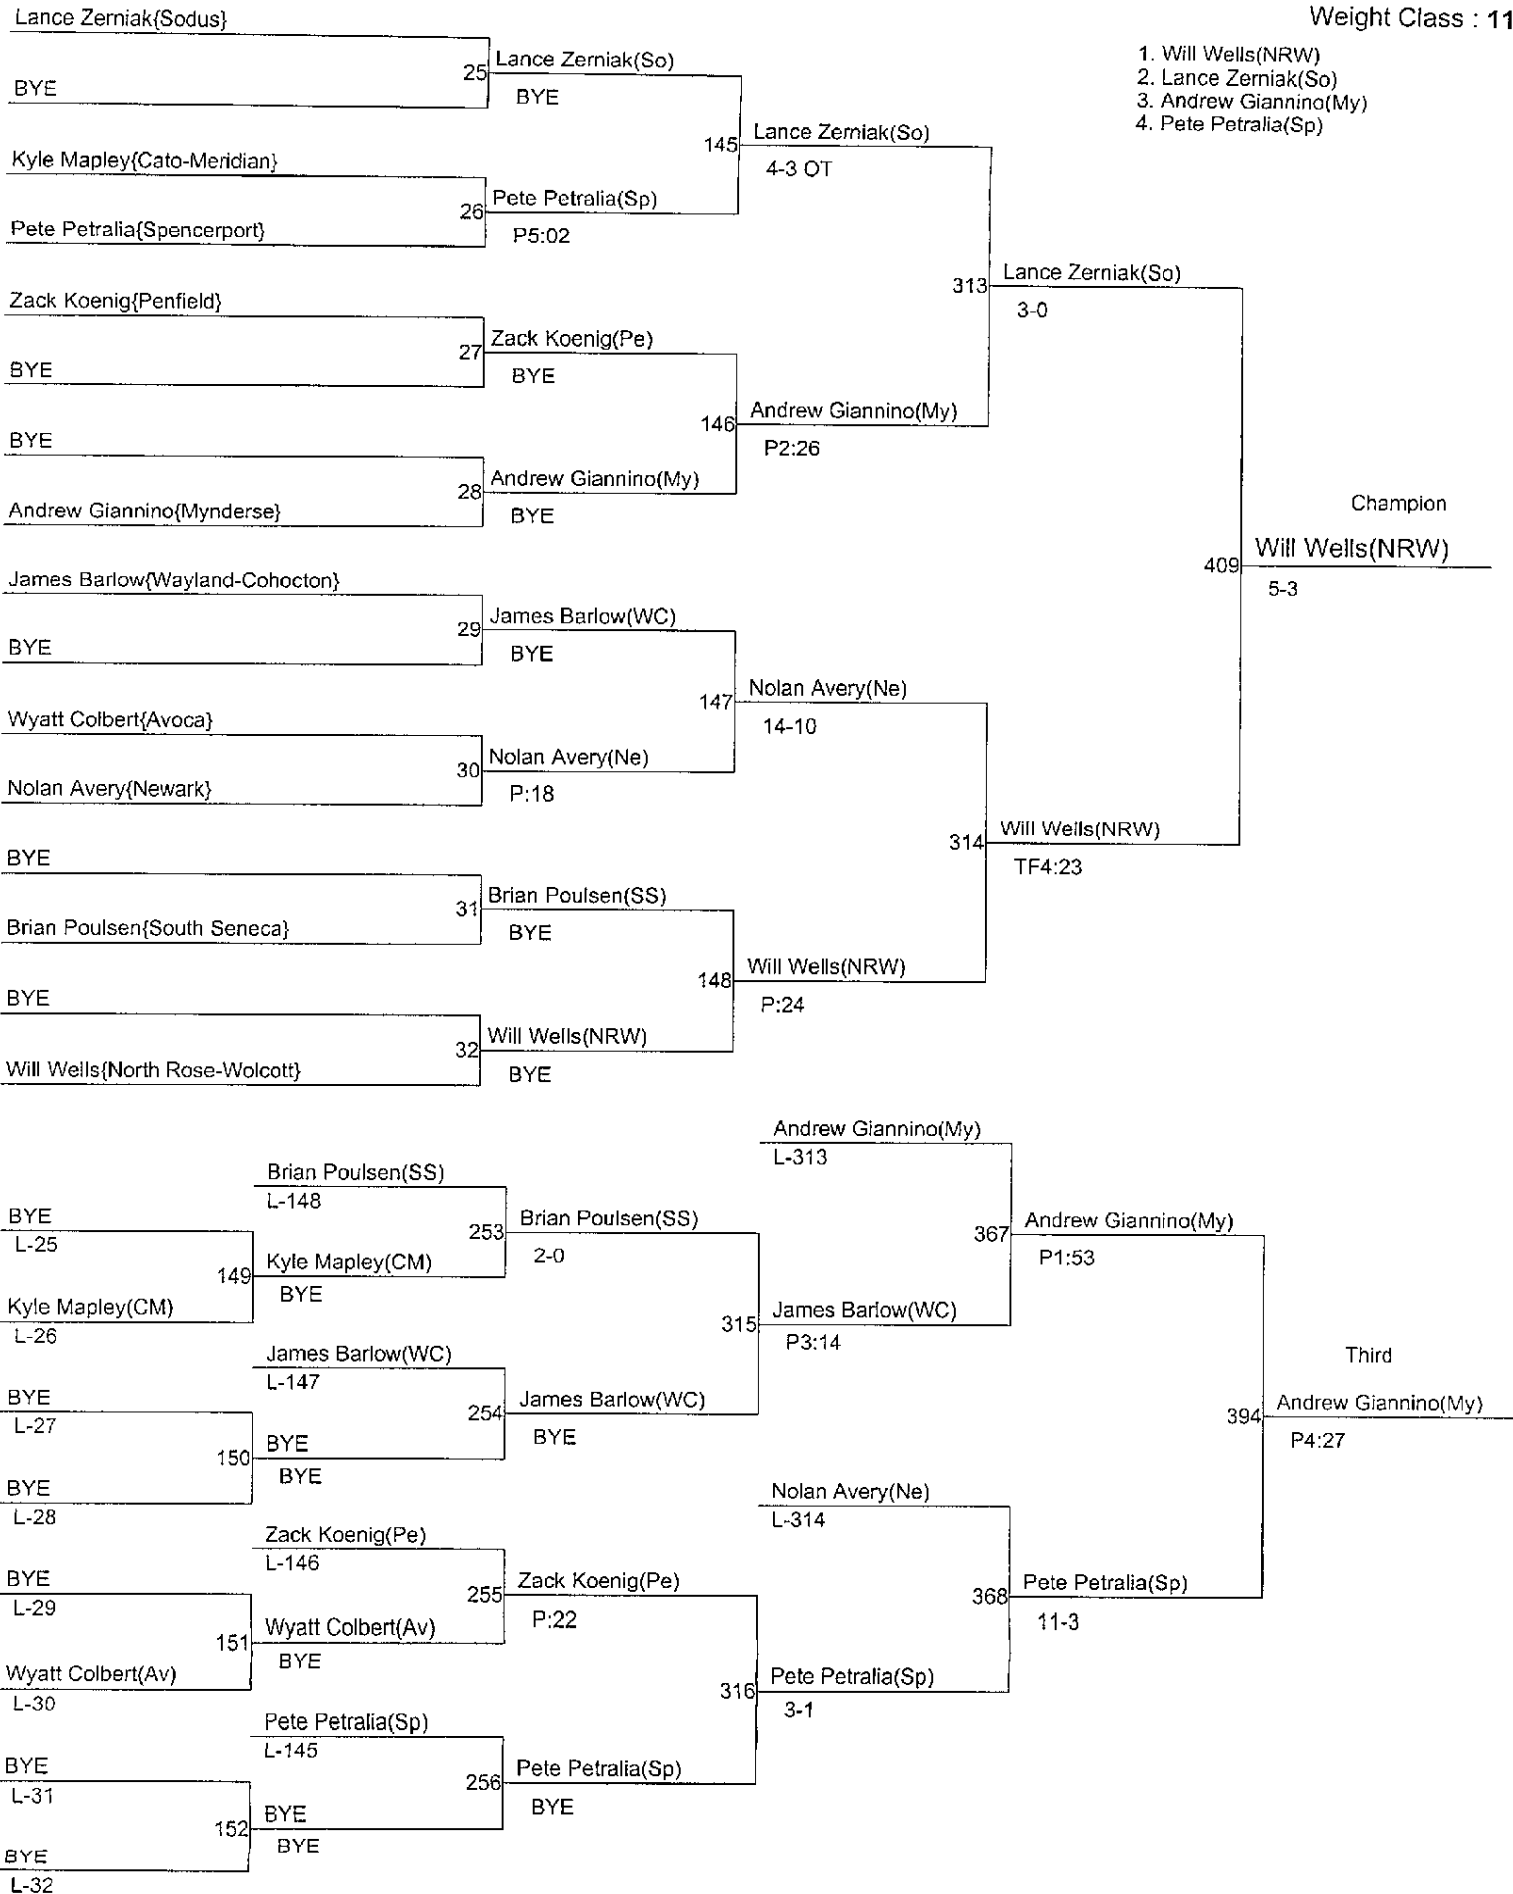 Weight Class : 11
1. Will Wells(NRW)
2. Lance Zerniak(So)
3. Andrew Giannino(My)
4. Pete Petralia(Sp)
Lance Zerniak{Sodus}
25
Lance Zerniak(So)
BYE
BYE
145
Lance Zerniak(So)
4-3 OT
Kyle Mapley{Cato-Meridian}
26
Pete Petralia(Sp)
Pete Petralia{Spencerport}
P5:02
313
Lance Zerniak(So)
3-0
Zack Koenig{Penfield}
27
Zack Koenig(Pe)
BYE
BYE
146
Andrew Giannino(My)
P2:26
BYE
28
Andrew Giannino(My)
Andrew Giannino{Mynderse}
BYE
Champion
409
Will Wells(NRW)
5-3
James Barlow{Wayland-Cohocton}
29
James Barlow(WC)
BYE
BYE
147
Nolan Avery(Ne)
14-10
Wyatt Colbert{Avoca}
30
Nolan Avery(Ne)
Nolan Avery{Newark}
P:18
314
Will Wells(NRW)
TF4:23
BYE
31
Brian Poulsen(SS)
Brian Poulsen{South Seneca}
BYE
148
Will Wells(NRW)
P:24
BYE
32
Will Wells(NRW)
Will Wells{North Rose-Wolcott}
BYE
Andrew Giannino(My)
L-313
Brian Poulsen(SS)
L-148
BYE
L-25
253
Brian Poulsen(SS)
2-0
367
Andrew Giannino(My)
P1:53
149
Kyle Mapley(CM)
BYE
Kyle Mapley(CM)
L-26
315
James Barlow(WC)
P3:14
James Barlow(WC)
L-147
Third
BYE
L-27
254
James Barlow(WC)
BYE
394
Andrew Giannino(My)
P4:27
150
BYE
BYE
BYE
L-28
Nolan Avery(Ne)
L-314
Zack Koenig(Pe)
L-146
BYE
L-29
255
Zack Koenig(Pe)
P:22
368
Pete Petralia(Sp)
11-3
151
Wyatt Colbert(Av)
BYE
Wyatt Colbert(Av)
L-30
316
Pete Petralia(Sp)
3-1
Pete Petralia(Sp)
L-145
BYE
L-31
256
Pete Petralia(Sp)
BYE
152
BYE
BYE
BYE
L-32